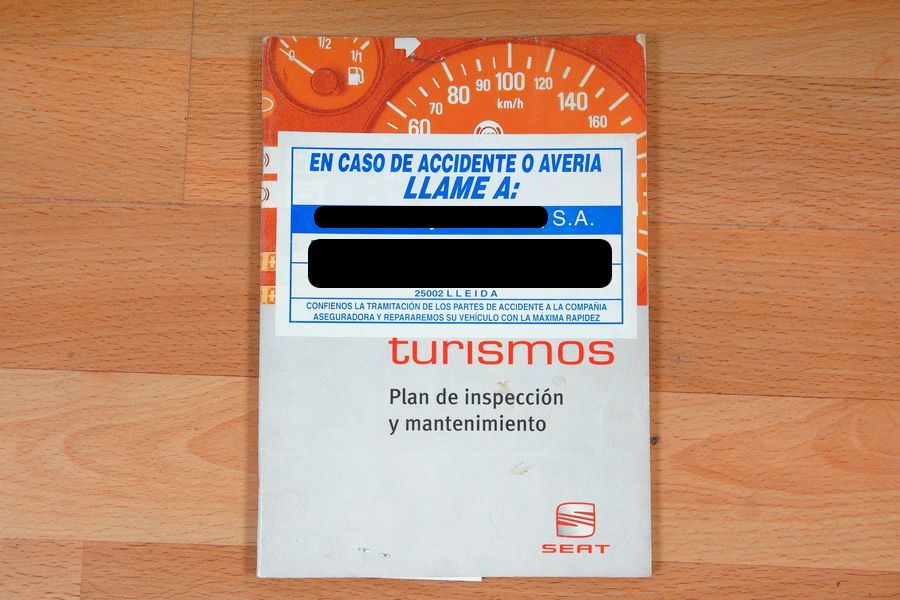 0 1/2 1/1
60 70 80 90 100 120 140 160
km/h
EN CASO DE ACCIDENTE O AVERIA
LLAME A:
S.A.
25002 LLEIDA
CONFIENOS LA TRAMITACIÓN DE LOS PARTES DE ACCIDENTE A LA COMPAÑIA
ASEGURADORA Y REPARAREMOS SU VEHÍCULO CON LA MÁXIMA RAPIDEZ
turismos
Plan de inspección
y mantenimiento
SEAT